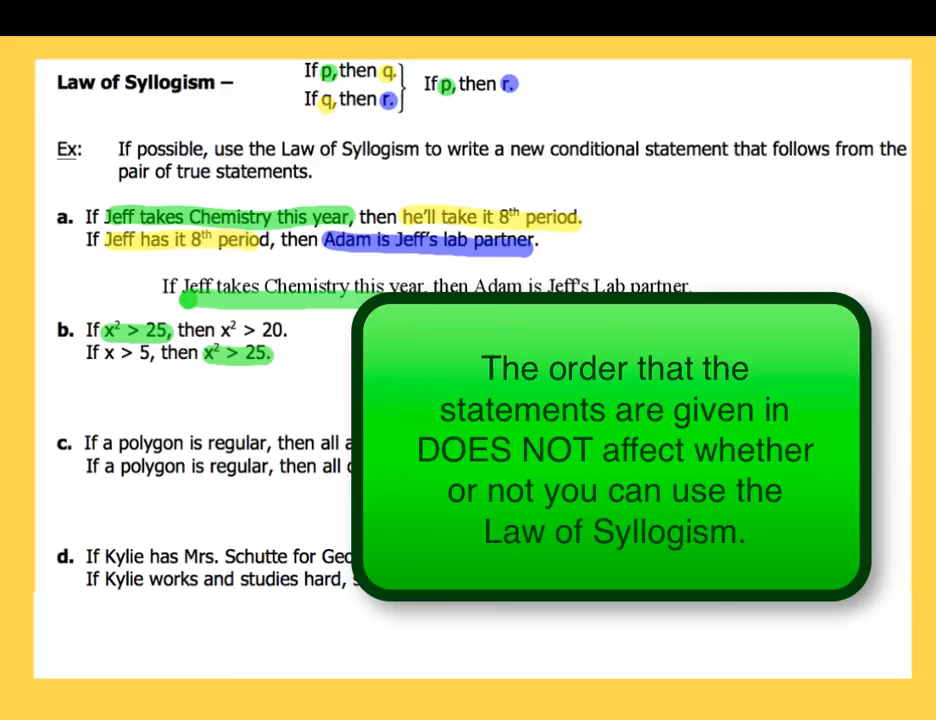 Law of Syllogism –
If p, then q.
If q, then r.
If p, then r.
Ex: If possible, use the Law of Syllogism to write a new conditional statement that follows from the
pair of true statements.
a. If Jeff takes Chemistry this year, then he'll take it 8th period.
If Jeff has it 8th period, then Adam is Jeff's lab partner.
If Jeff takes Chemistry this year, then Adam is Jeff's Lab partner.
b. If x² > 25, then x² > 20.
If x > 5, then x² > 25.
c. If a polygon is regular, then all
If a polygon is regular, then all
d. If Kylie has Mrs. Schutte for
If Kylie works and studies hard,
The order that the
statements are given in
DOES NOT affect whether
or not you can use the
Law of Syllogism.